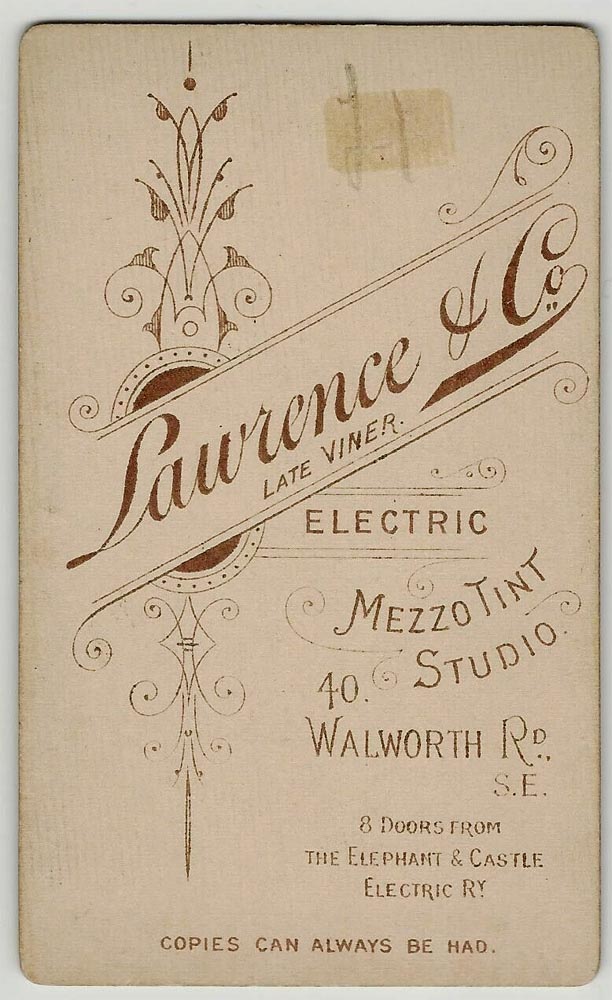 Lawrence & Co.
LATE VINER.
ELECTRIC
MEZZOTINT
STUDIO.
40.
WALWORTH RD.,
S.E.
8 DOORS FROM
THE ELEPHANT & CASTLE
ELECTRIC RY
COPIES CAN ALWAYS BE HAD.